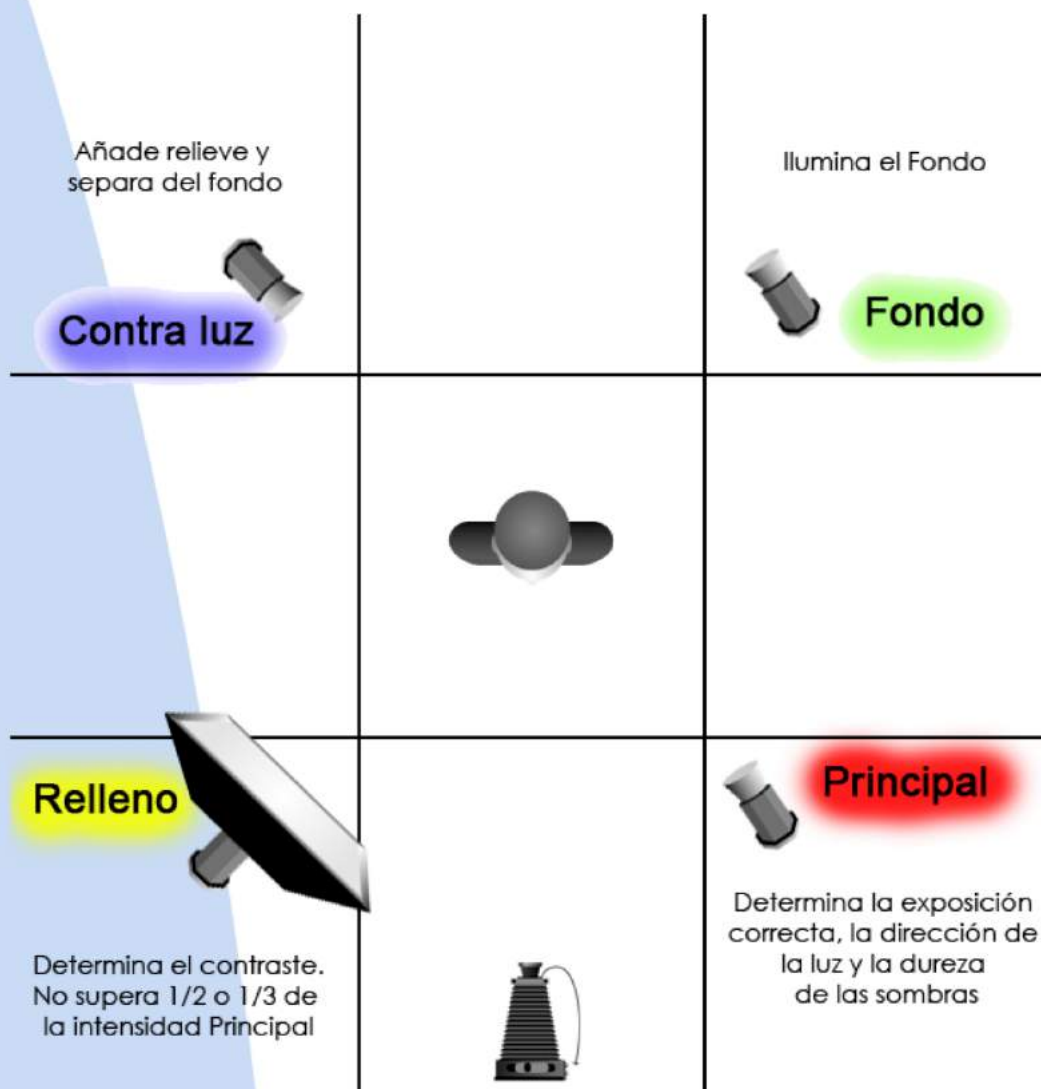 Añade relieve y
separa del fondo
Contra luz
Ilumina el Fondo
Fondo
Relleno
Determina el contraste.
No supera 1/2 o 1/3 de
la intensidad Principal
Principal
Determina la exposición
correcta, la dirección de
la luz y la dureza
de las sombras